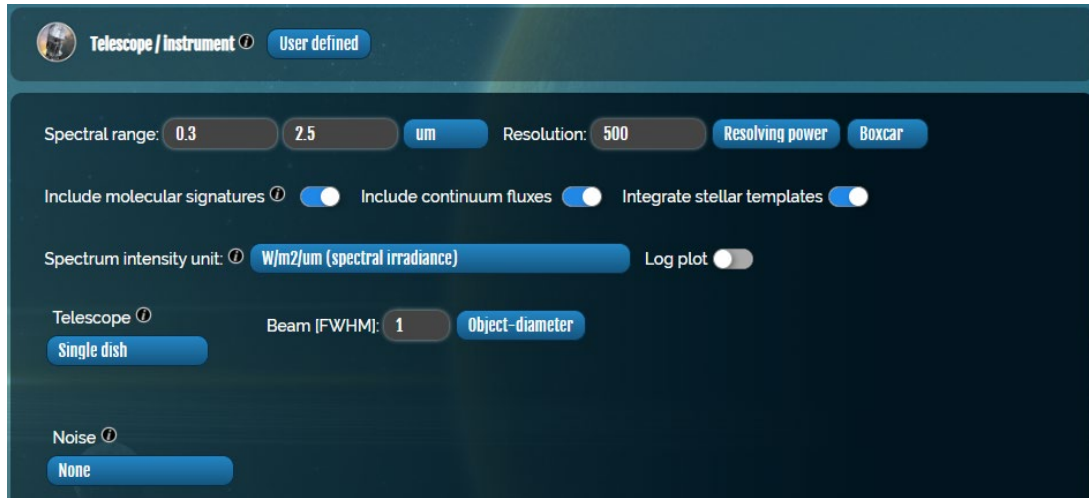 Telescope / instrument User defined
Spectral range: 0.3 2.5 um Resolution: 500 Resolving power Boxcar
Include molecular signatures Include continuum fluxes Integrate stellar templates
Spectrum intensity unit: W/m2/um (spectral irradiance) Log plot
Telescope Beam [FWHM]: 1 Object-diameter
Single dish
Noise
None